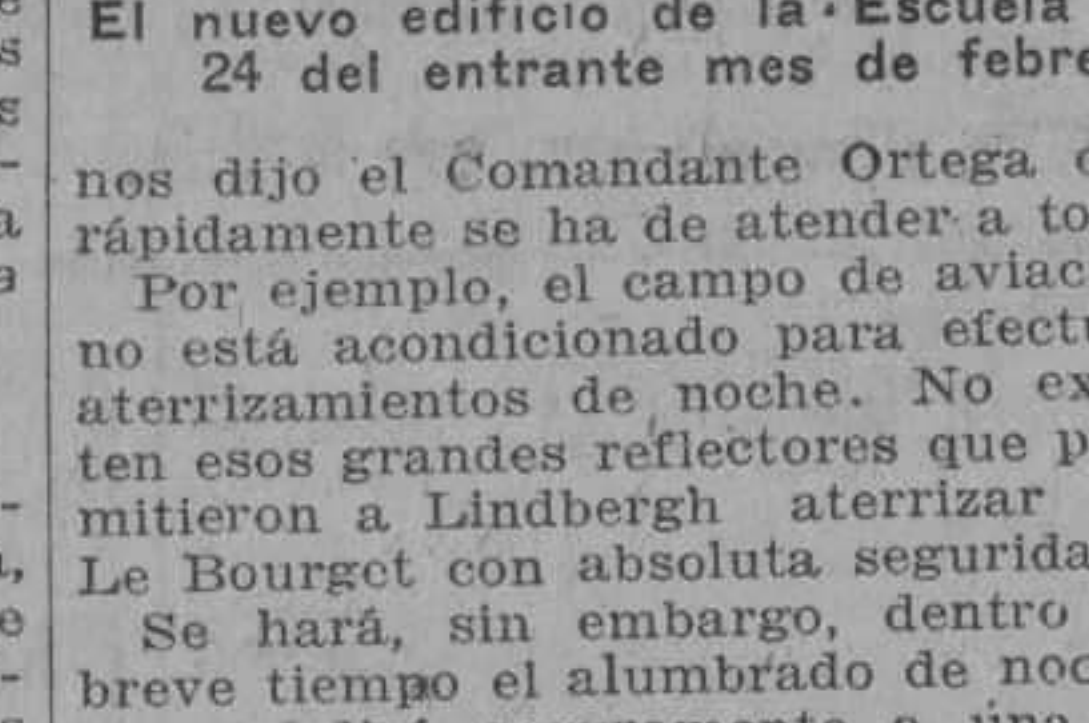 El nuevo edificio de la Escuela
24 del entrante mes de febre
nos dijo el Comandante Ortega
rápidamente se ha de atender a to
Por ejemplo, el campo de aviac
no está acondicionado para efect
aterrizamientos de noche. No ex
ten esos grandes reflectores que p
mitieron a Lindbergh aterrizar
Le Bourget con absoluta segurida
Se hará, sin embargo, dentro
breve tiempo el alumbrado de noc